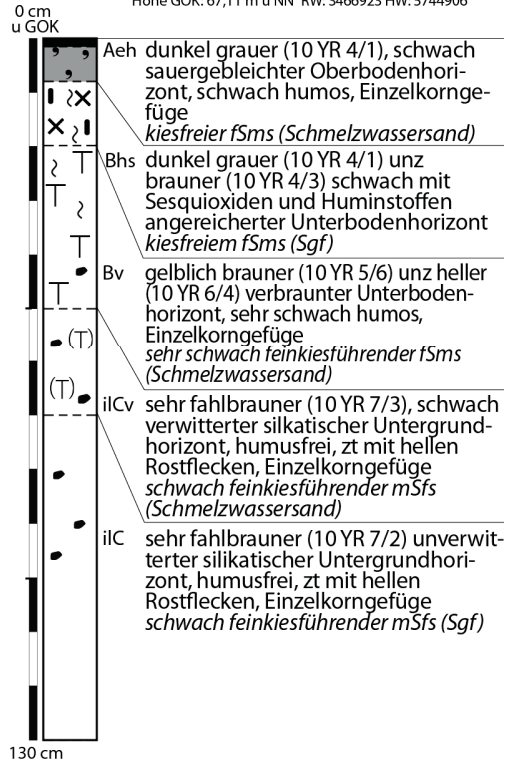 Höhe GOK: 67,11 m ü NN RW: 3466923 HW: 5744906
0 cm
u GOK
Aeh dunkel grauer (10 YR 4/1), schwach
sauergebleichter Oberbodenhori-
zont, schwach humos, Einzelkornge-
füge
kiesfreier fSms (Schmelzwassersand)
Bhs dunkel grauer (10 YR 4/1) unz
brauner (10 YR 4/3) schwach mit
Sesquioxiden und Huminstoffen
angereicherter Unterbodenhorizont
kiesfreiem fSms (Sgf)
Bv gelblich brauner (10 YR 5/6) unz heller
(10 YR 6/4) verbraunter Unterboden-
horizont, sehr schwach humos,
Einzelkorngefüge
sehr schwach feinkiesführender fSms
(Schmelzwassersand)
ilCv sehr fahlbrauner (10 YR 7/3), schwach
verwitterter silkatischer Untergrund-
horizont, humusfrei, zt mit hellen
Rostflecken, Einzelkorngefüge
schwach feinkiesführender mSfs
(Schmelzwassersand)
ilC sehr fahlbrauner (10 YR 7/2) unverwit-
terter silikatischer Untergrundhori-
zont, humusfrei, zt mit hellen
Rostflecken, Einzelkorngefüge
schwach feinkiesführender mSfs (Sgf)
130 cm